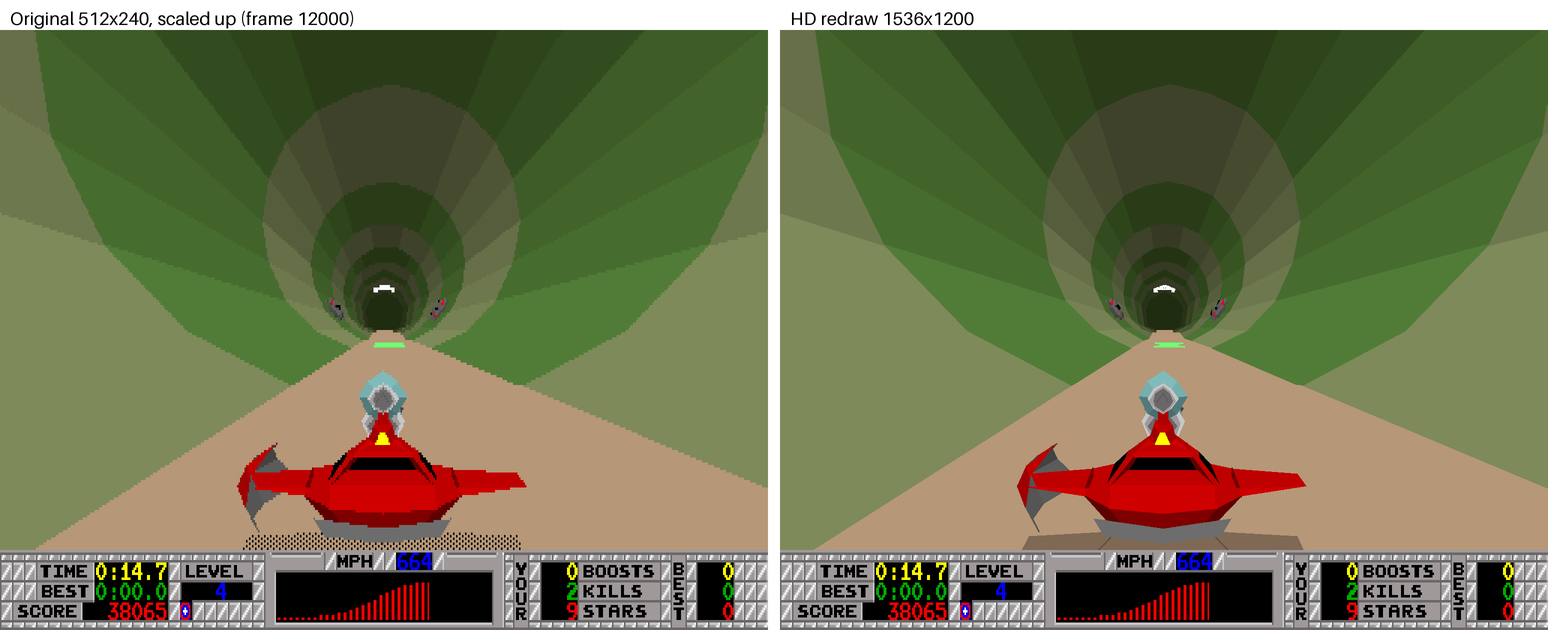 Original 512x240, scaled up (frame 12000)
HD redraw 1536x1200
MPH 664
TIME 0:14.7 LEVEL
BEST 0:00.0 4
SCORE 38065 0
YOUR
0 BOOSTS
2 KILLS
9 STARS
BEST
0
0
0
MPH 664
TIME 0:14.7 LEVEL
BEST 0:00.0 4
SCORE 38065 0
YOUR
0 BOOSTS
2 KILLS
9 STARS
BEST
0
0
0